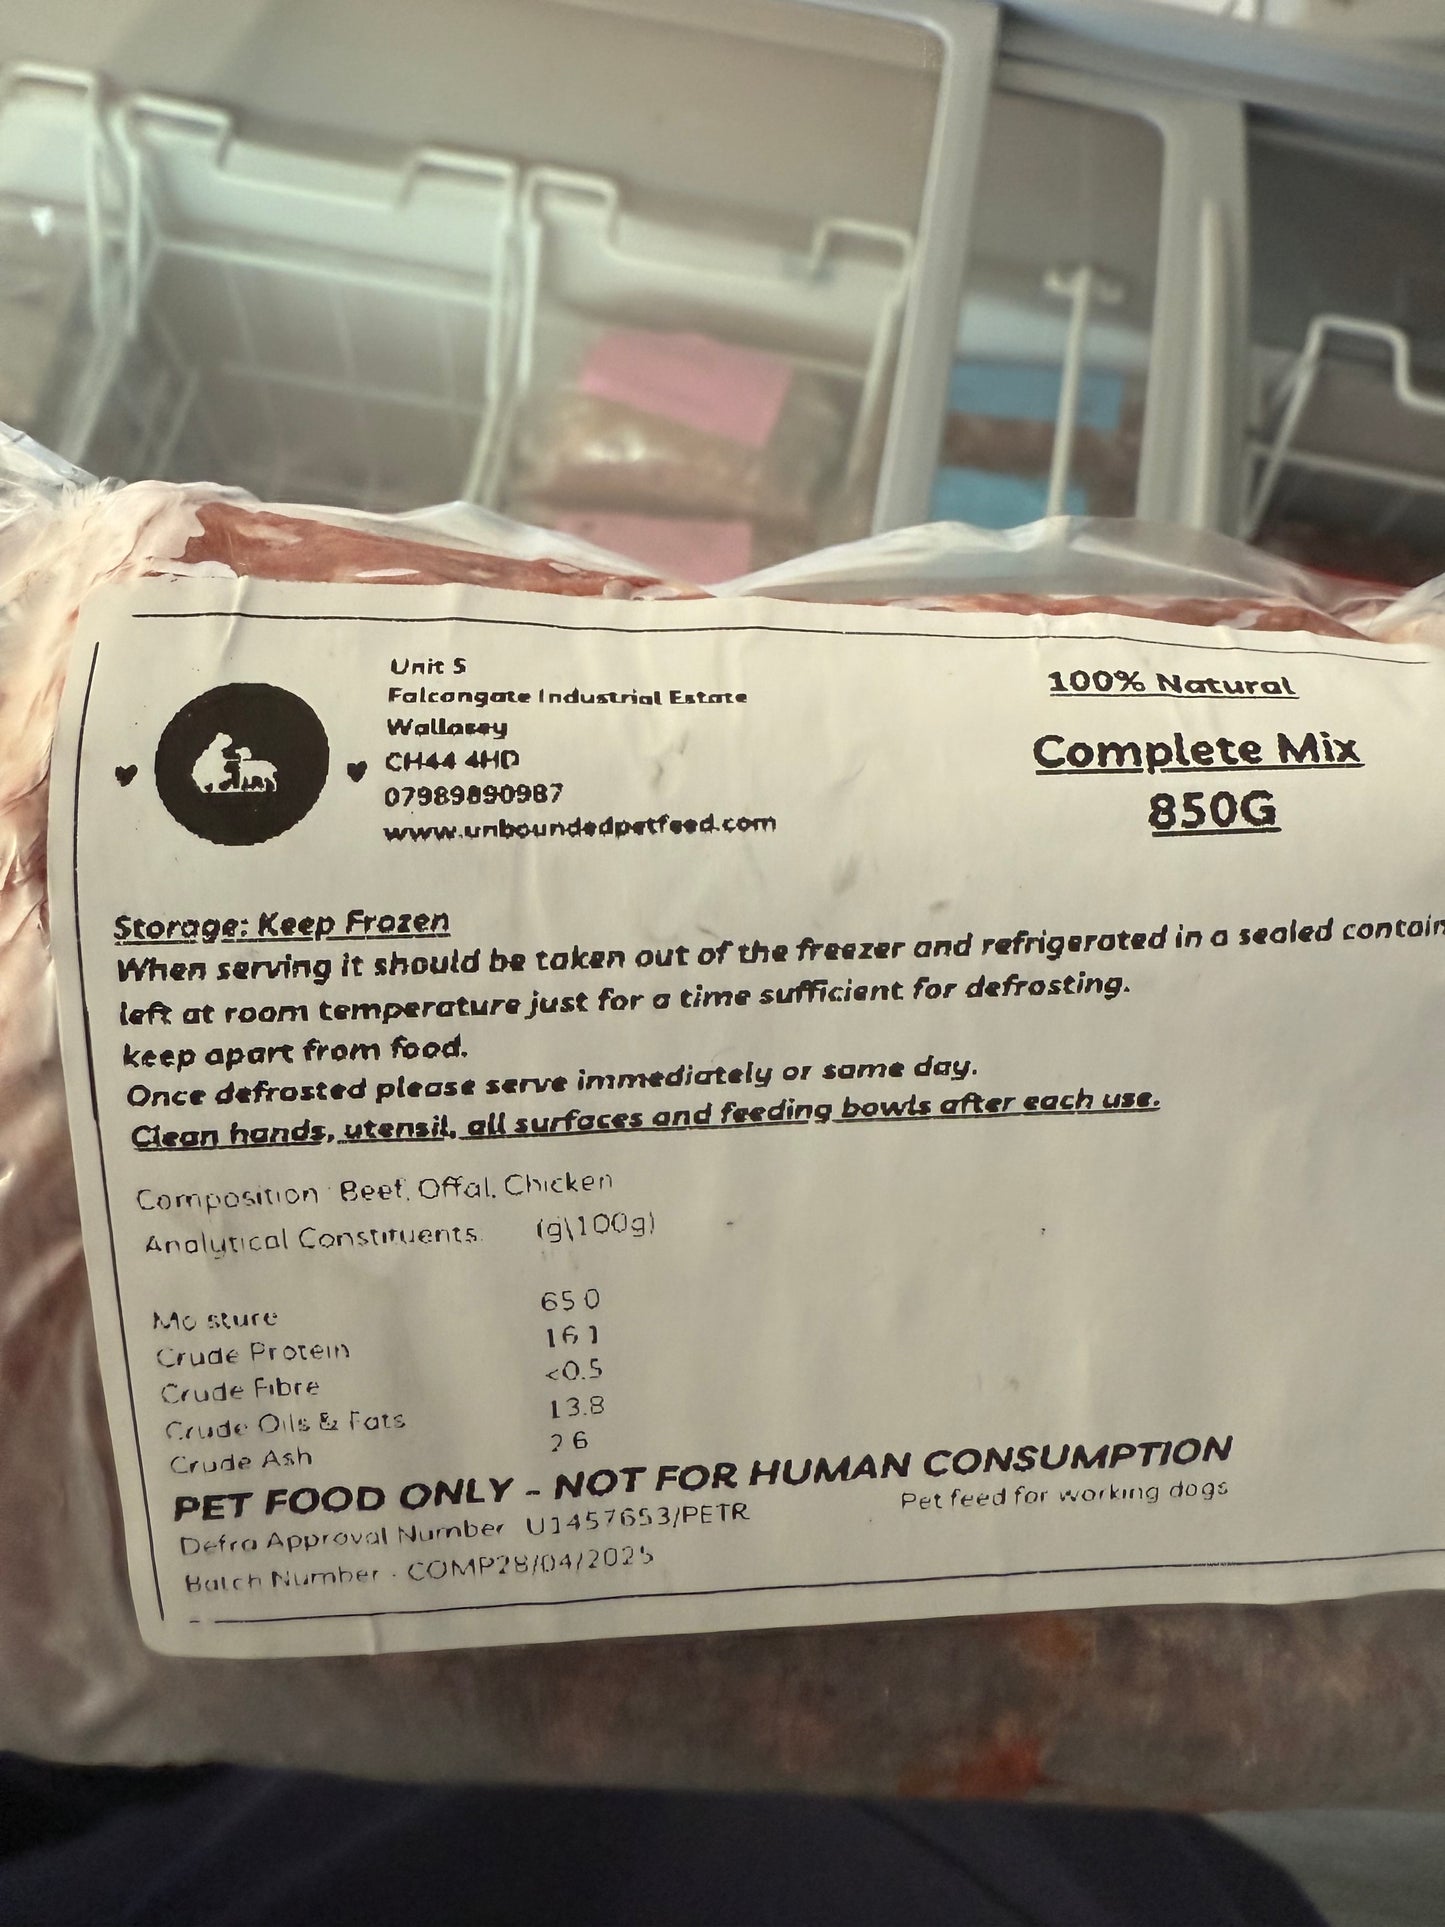 Unit 5
Falcongate Industrial Estate
Wallasey
CH44 4HD
07989890987
www.unboundedpetfeed.com
100% Natural
Complete Mix
850G
Storage: Keep Frozen
When serving it should be taken out of the freezer and refrigerated in a sealed contain
left at room temperature just for a time sufficient for defrosting.
keep apart from food.
Once defrosted please serve immediately or same day.
Clean hands, utensil, all surfaces and feeding bowls after each use.
Composition: Beef, Offal, Chicken
Analytical Constituents (g\100g)
Moisture 65.0
Crude Protein 16.1
Crude Fibre <0.5
Crude Oils & Fats 13.8
Crude Ash 2.6
PET FOOD ONLY - NOT FOR HUMAN CONSUMPTION
Defra Approval Number U1457653/PETR
Pet feed for working dogs
Batch Number - COMP28/04/2025